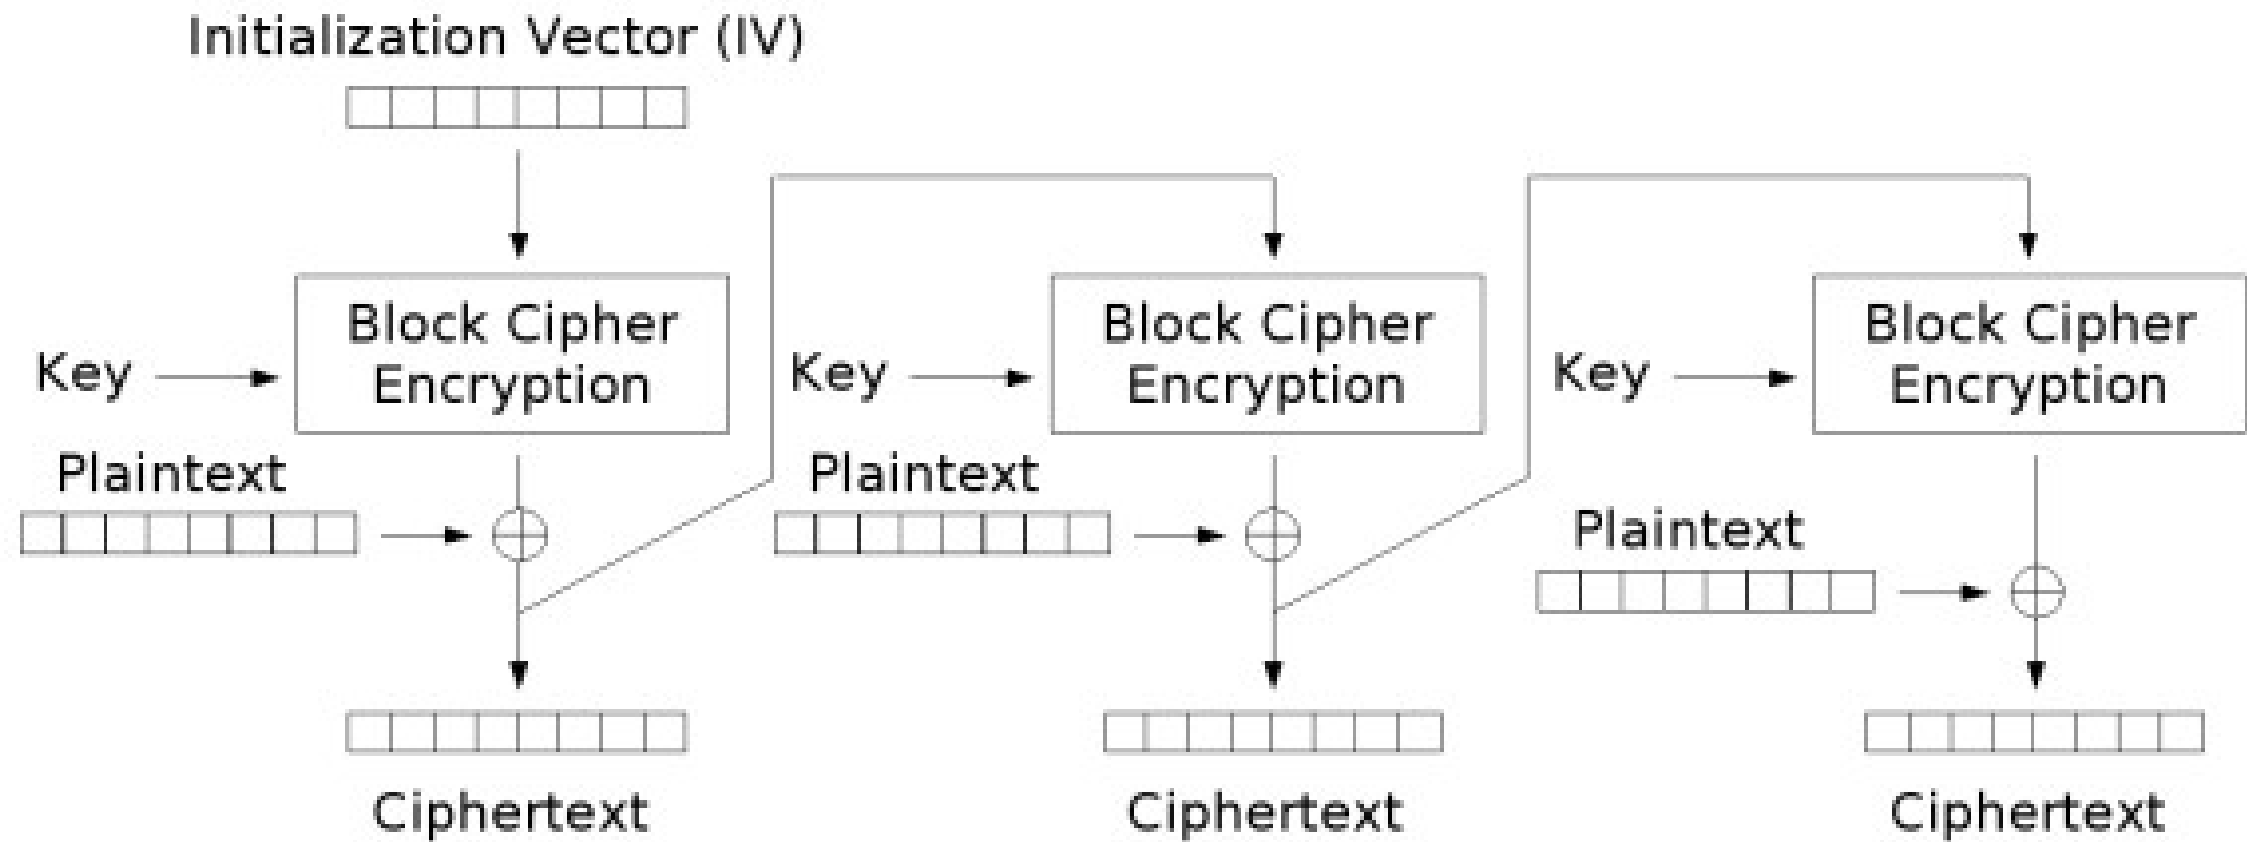 Initialization Vector (IV)
Block Cipher
Encryption
Key
Plaintext
Ciphertext
Block Cipher
Encryption
Key
Plaintext
Ciphertext
Block Cipher
Encryption
Key
Plaintext
Ciphertext